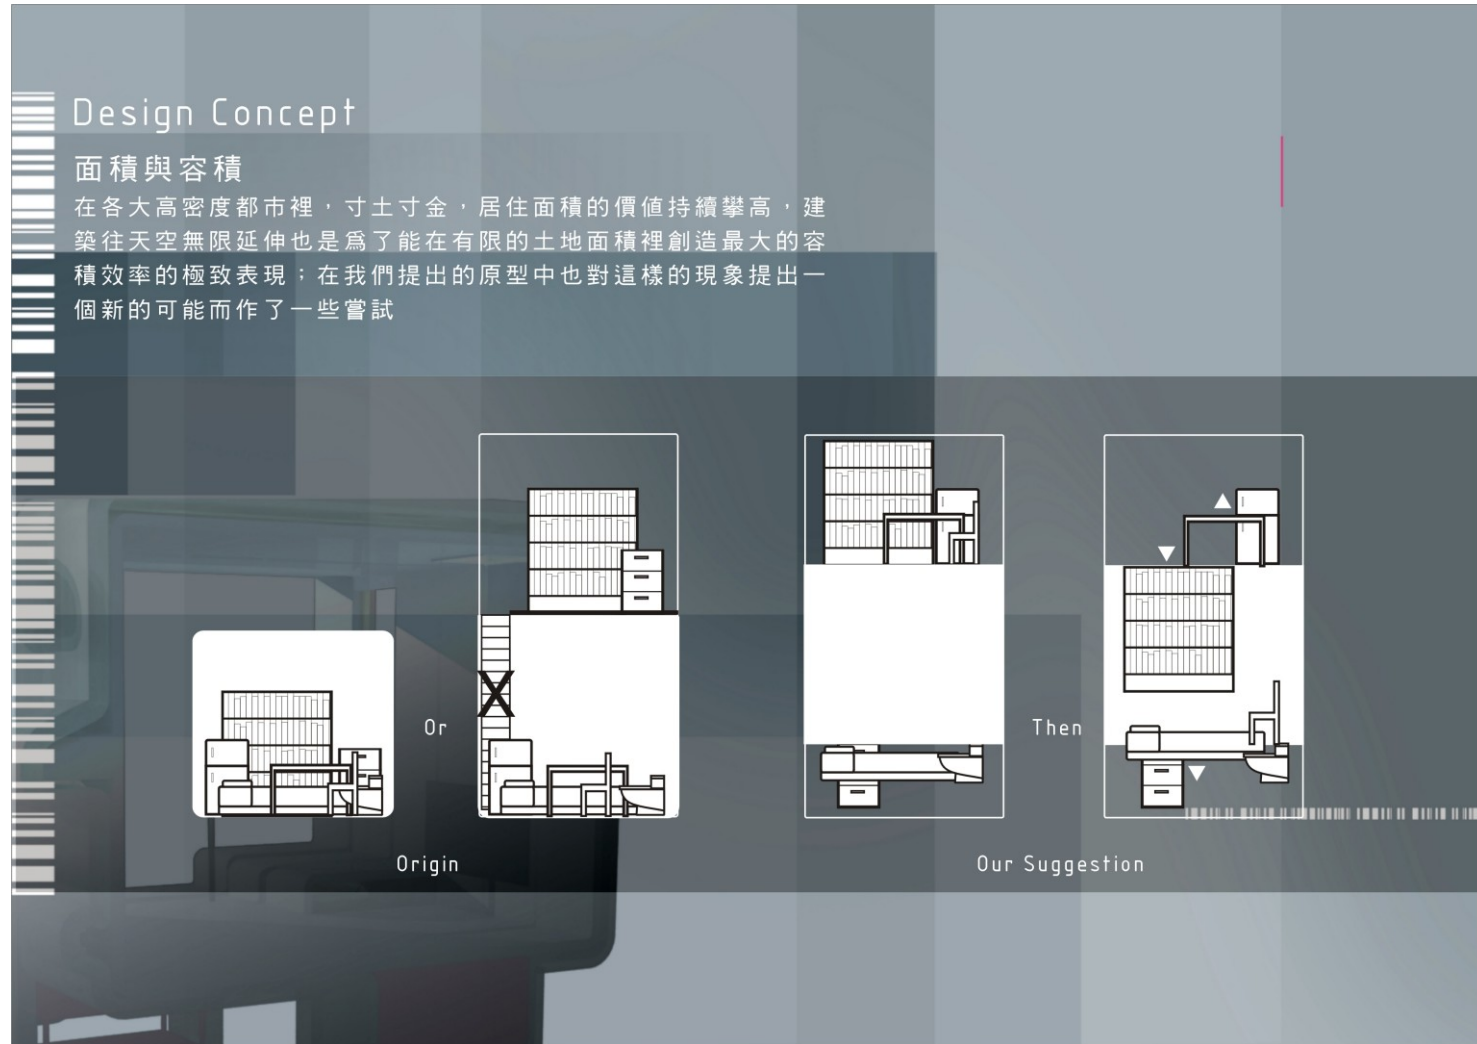 Design Concept
面積與容積
在各大高密度都市裡，寸土寸金，居住面積的價值持續攀高，建
築往天空無限延伸也是為了能在有限的土地面積裡創造最大的容
積效率的極致表現；在我們提出的原型中也對這樣的現象提出一
個新的可能而作了一些嘗試
Or
X
Then
Origin
Our Suggestion